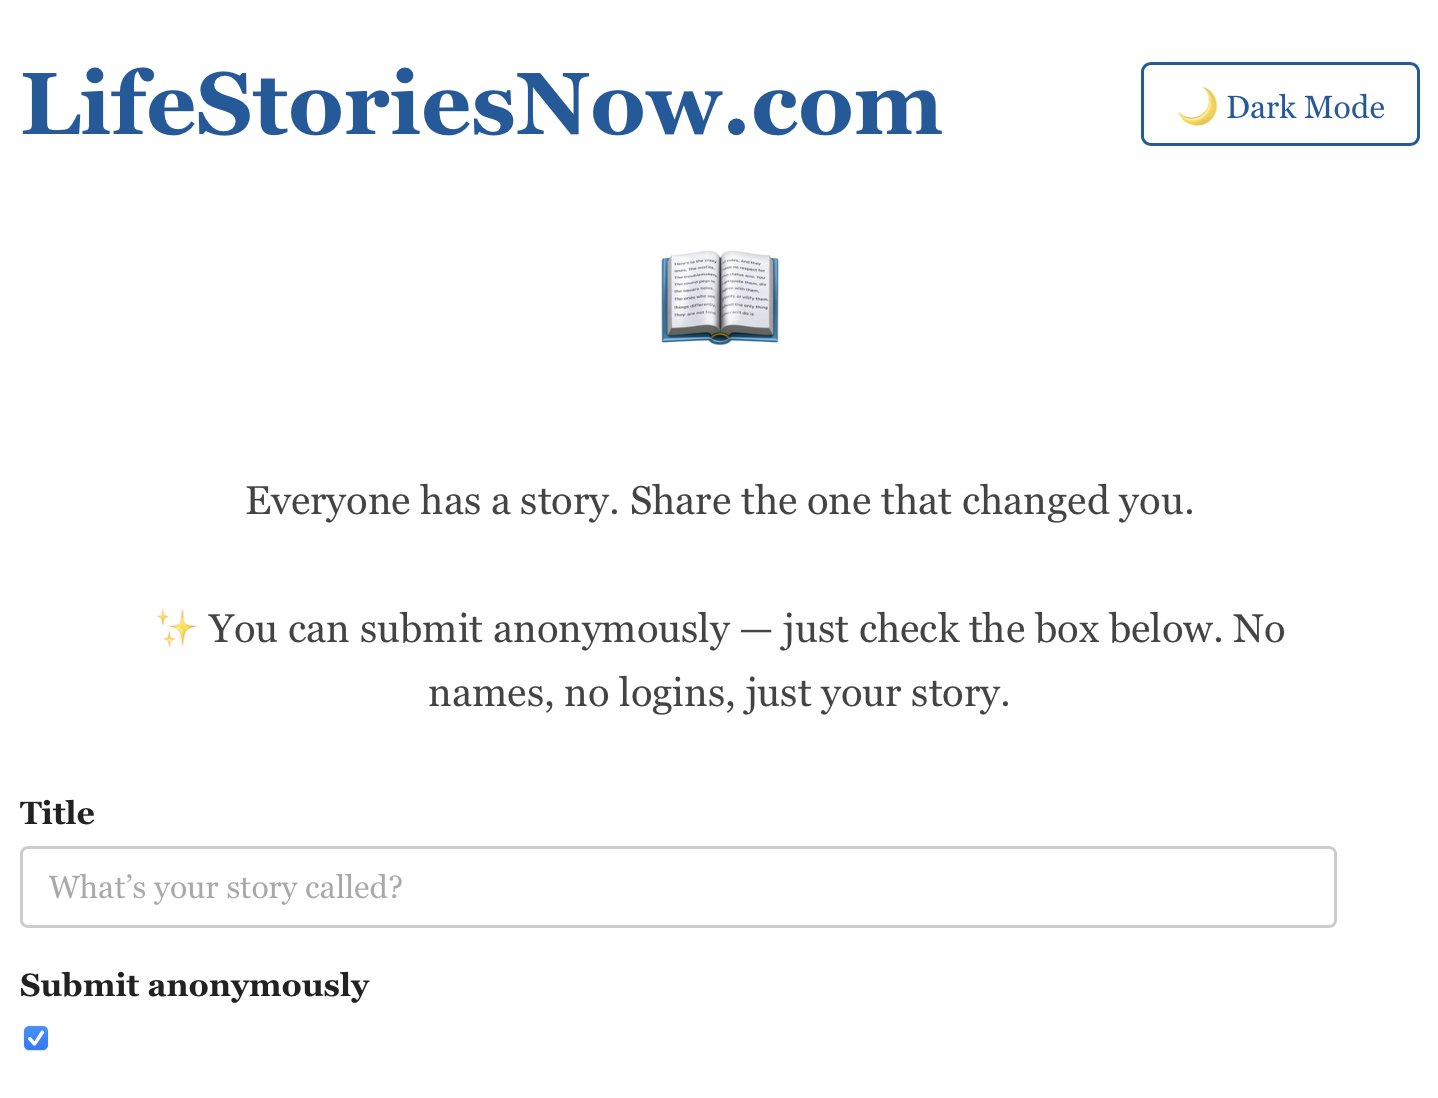 LifeStoriesNow.com
🌙 Dark Mode
Everyone has a story. Share the one that changed you.
✨ You can submit anonymously — just check the box below. No
names, no logins, just your story.
Title
What’s your story called?
Submit anonymously